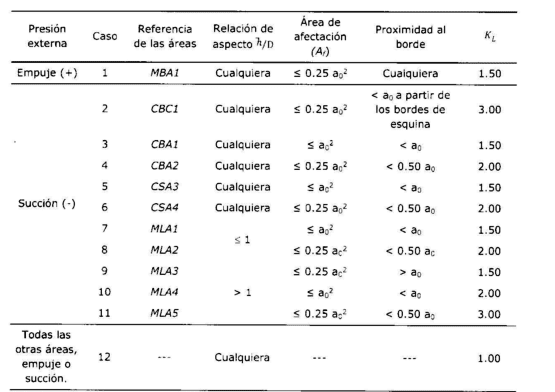 Presión externa Caso Referencia de las áreas Relación de aspecto h/D Área de afectación (Af) Proximidad al borde KL
Empuje (+) 1 MBA1 Cualquiera ≤ 0.25 a₀² Cualquiera 1.50
Succión (-)
2 CBC1 Cualquiera ≤ 0.25 a₀² < a₀ a partir de los bordes de esquina 3.00
3 CBA1 Cualquiera ≤ a₀² < a₀ 1.50
4 CBA2 Cualquiera ≤ 0.25 a₀² < 0.50 a₀ 2.00
5 CSA3 Cualquiera ≤ a₀² < a₀ 1.50
6 CSA4 Cualquiera ≤ 0.25 a₀² < 0.50 a₀ 2.00
≤ 1
7 MLA1 ≤ a₀² < a₀ 1.50
8 MLA2 ≤ 0.25 a₀² < 0.50 a₀ 2.00
> 1
9 MLA3 ≤ 0.25 a₀² > a₀ 1.50
10 MLA4 ≤ a₀² < a₀ 2.00
11 MLA5 ≤ 0.25 a₀² < 0.50 a₀ 3.00
Todas las otras áreas, empuje o succión. 12 --- Cualquiera --- --- 1.00